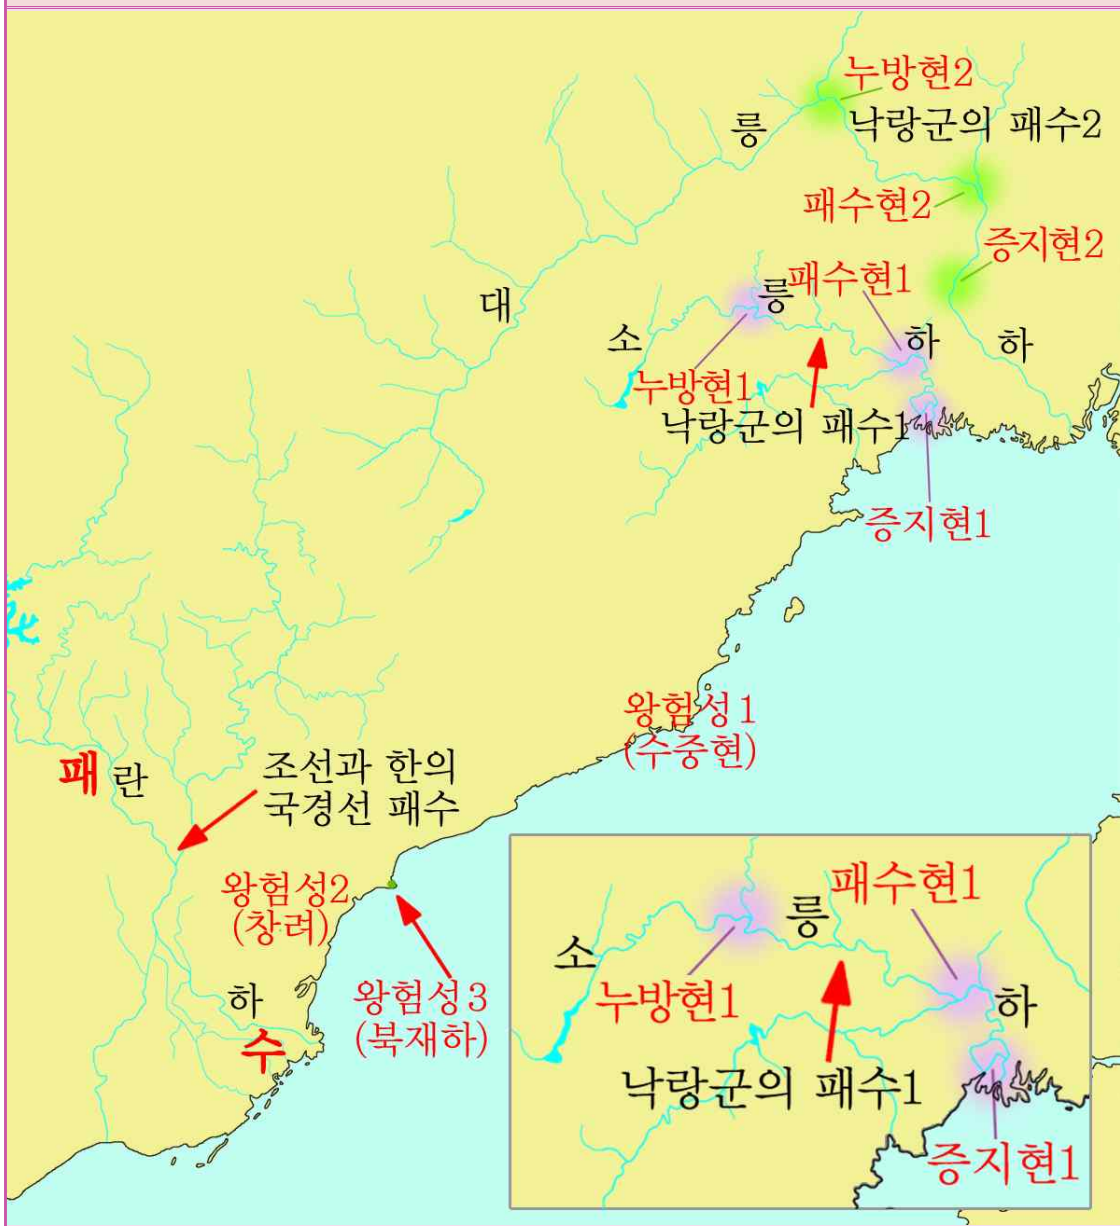 누방현2
릉
낙랑군의 패수2
패수현2
증지현2
패수현1
릉
대
소
하
하
누방현1
낙랑군의 패수1
증지현1
왕험성1
(수중현)
패
란
조선과 한의
국경선 패수
왕험성2
(창려)
하
수
왕험성3
(북재하)
패수현1
릉
소
누방현1
하
낙랑군의 패수1
증지현1